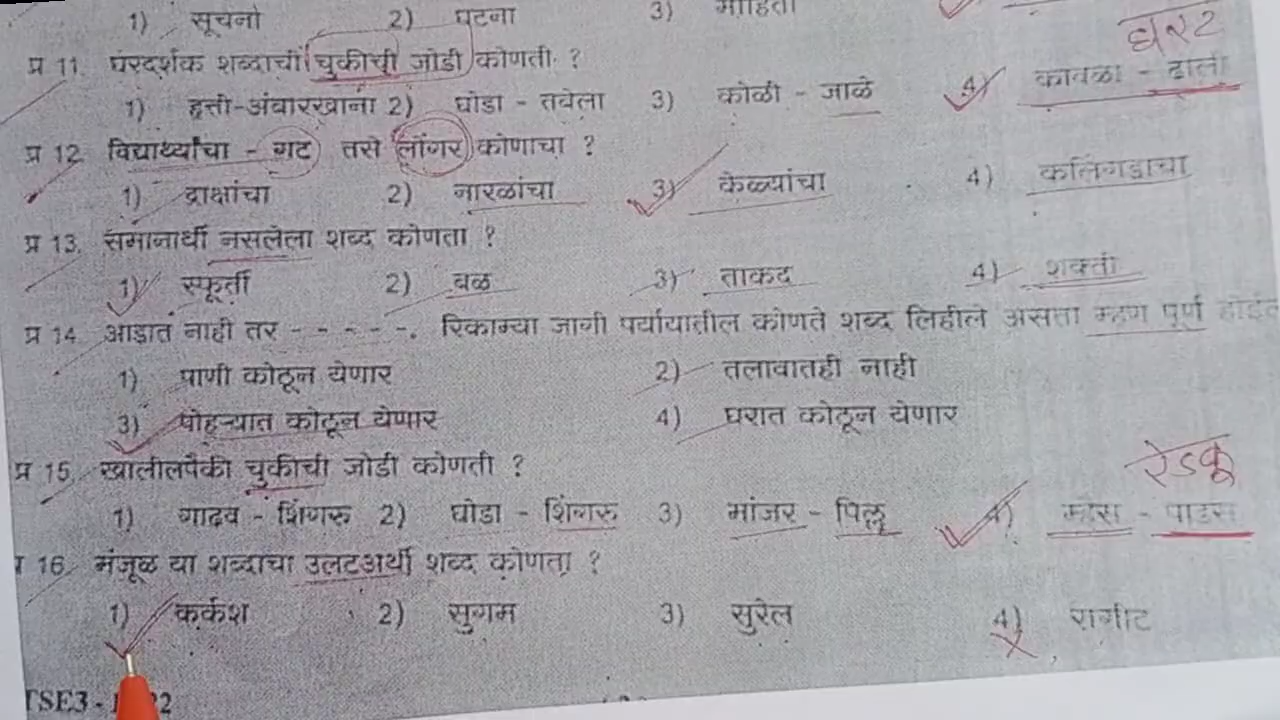 1) सूचना 2) घटना 3) माहिती
घरटे
प्र 11. घरदर्शक शब्दाची चुकीची जोडी कोणती ?
1) हत्ती-अंबारखाना 2) घोडा - तबेला 3) कोळी - जाळे 4) कावळा - ढोली
प्र 12. विद्यार्थ्यांचा - गट तसे लोंगर कोणाचा ?
1) द्राक्षांचा 2) नारळांचा 3) केळ्यांचा 4) कलिंगडाचा
प्र 13. समानार्थी नसलेला शब्द कोणता ?
1) स्फूर्ती 2) बळ 3) ताकद 4) शक्ती
प्र 14. आडात नाही तर - - - - -. रिकाम्या जागी पर्यायातील कोणते शब्द लिहीले असता म्हण पूर्ण होईल
1) पाणी कोठून येणार 2) तलावातही नाही
3) पोहऱ्यात कोठून येणार 4) घरात कोठून येणार
रेडकू
प्र 15. खालीलपैकी चुकीची जोडी कोणती ?
1) गाढव - शिंगरु 2) घोडा - शिंगरु 3) मांजर - पिल्लू 4) म्हैस - पाडस
16. मंजूळ या शब्दाचा उलटअर्थी शब्द कोणता ?
1) कर्कश 2) सुगम 3) सुरेल 4) रागीट
TSE3 -